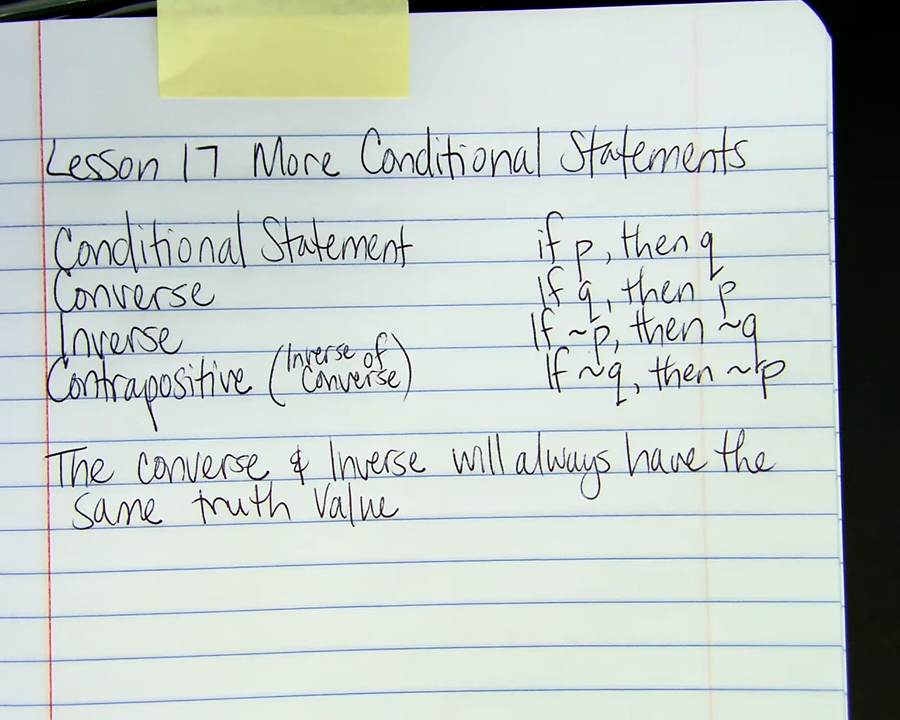 Lesson 17 More Conditional Statements
Conditional Statement if p, then q
Converse If q, then p
Inverse If ~p, then ~q
Contrapositive (Inverse of Converse) If ~q, then ~p
The converse & Inverse will always have the
same truth value